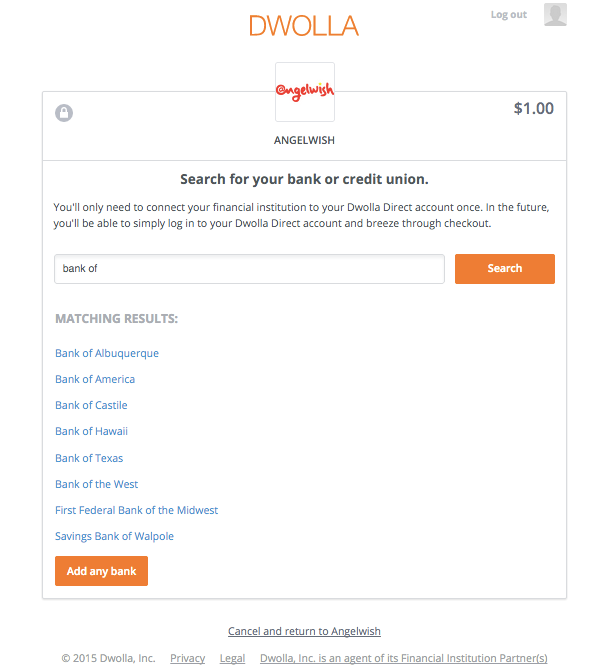 DWOLLA
Log out
@ngelwish
$1.00
ANGELWISH
Search for your bank or credit union.
You'll only need to connect your financial institution to your Dwolla Direct account once. In the future,
you'll be able to simply log in to your Dwolla Direct account and breeze through checkout.
bank of
Search
MATCHING RESULTS:
Bank of Albuquerque
Bank of America
Bank of Castile
Bank of Hawaii
Bank of Texas
Bank of the West
First Federal Bank of the Midwest
Savings Bank of Walpole
Add any bank
Cancel and return to Angelwish
© 2015 Dwolla, Inc. Privacy Legal Dwolla, Inc. is an agent of its Financial Institution Partner(s)